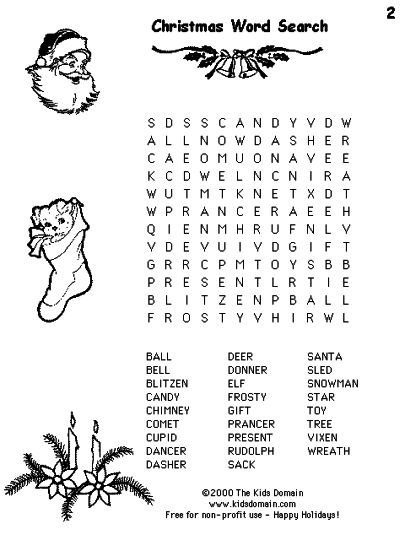 2
Christmas Word Search
S D S S C A N D Y V D W
A L L N O W D A S H E R
C A E O M U O N A V E E
K C D W E L N C N I R A
W U T M T K N E T X D T
W P R A N C E R A E E H
Q I E N M H R U F N L V
V D E V U I V D G I F T
G R R C P M T O Y S B B
P R E S E N T L R T I E
B L I T Z E N P B A L L
F R O S T Y V H I R W L
BALL DEER SANTA
BELL DONNER SLED
BLITZEN ELF SNOWMAN
CANDY FROSTY STAR
CHIMNEY GIFT TOY
COMET PRANCER TREE
CUPID PRESENT VIXEN
DANCER RUDOLPH WREATH
DASHER SACK
©2000 The Kids Domain
www.kidsdomain.com
Free for non-profit use - Happy Holidays!